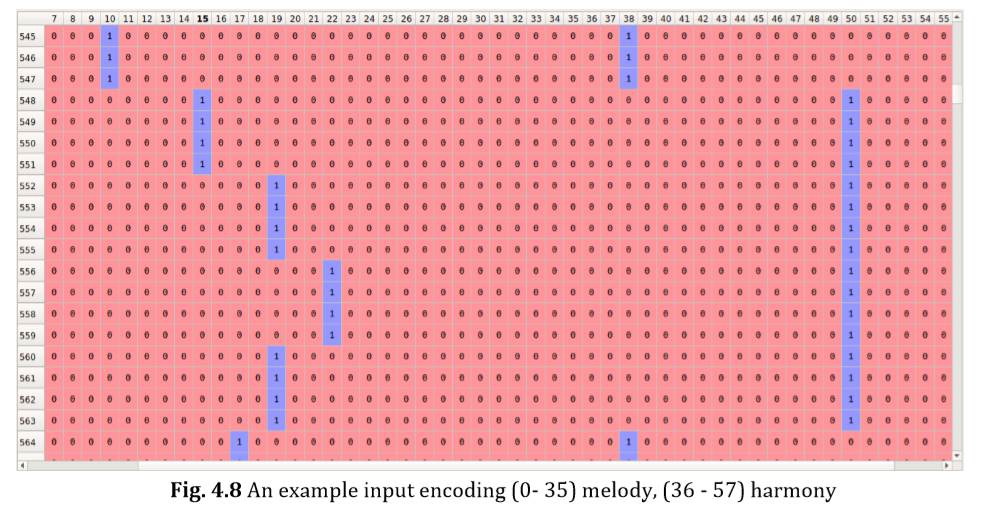 7 8 9 10 11 12 13 14 15 16 17 18 19 20 21 22 23 24 25 26 27 28 29 30 31 32 33 34 35 36 37 38 39 40 41 42 43 44 45 46 47 48 49 50 51 52 53 54 55
545 0 0 0 1 0 0 0 0 0 0 0 0 0 0 0 0 0 0 0 0 0 0 0 0 0 0 0 0 0 0 0 1 0 0 0 0 0 0 0 0 0 0 0 0 0 0 0 0 0
546 0 0 0 1 0 0 0 0 0 0 0 0 0 0 0 0 0 0 0 0 0 0 0 0 0 0 0 0 0 0 0 1 0 0 0 0 0 0 0 0 0 0 0 0 0 0 0 0 0
547 0 0 0 1 0 0 0 0 0 0 0 0 0 0 0 0 0 0 0 0 0 0 0 0 0 0 0 0 0 0 0 1 0 0 0 0 0 0 0 0 0 0 0 0 0 0 0 0 0
548 0 0 0 0 0 0 0 0 1 0 0 0 0 0 0 0 0 0 0 0 0 0 0 0 0 0 0 0 0 0 0 0 0 0 0 0 0 0 0 0 0 0 0 1 0 0 0 0 0
549 0 0 0 0 0 0 0 0 1 0 0 0 0 0 0 0 0 0 0 0 0 0 0 0 0 0 0 0 0 0 0 0 0 0 0 0 0 0 0 0 0 0 0 1 0 0 0 0 0
550 0 0 0 0 0 0 0 0 1 0 0 0 0 0 0 0 0 0 0 0 0 0 0 0 0 0 0 0 0 0 0 0 0 0 0 0 0 0 0 0 0 0 0 1 0 0 0 0 0
551 0 0 0 0 0 0 0 0 1 0 0 0 0 0 0 0 0 0 0 0 0 0 0 0 0 0 0 0 0 0 0 0 0 0 0 0 0 0 0 0 0 0 0 1 0 0 0 0 0
552 0 0 0 0 0 0 0 0 0 0 0 0 1 0 0 0 0 0 0 0 0 0 0 0 0 0 0 0 0 0 0 0 0 0 0 0 0 0 0 0 0 0 0 1 0 0 0 0 0
553 0 0 0 0 0 0 0 0 0 0 0 0 1 0 0 0 0 0 0 0 0 0 0 0 0 0 0 0 0 0 0 0 0 0 0 0 0 0 0 0 0 0 0 1 0 0 0 0 0
554 0 0 0 0 0 0 0 0 0 0 0 0 1 0 0 0 0 0 0 0 0 0 0 0 0 0 0 0 0 0 0 0 0 0 0 0 0 0 0 0 0 0 0 1 0 0 0 0 0
555 0 0 0 0 0 0 0 0 0 0 0 0 1 0 0 0 0 0 0 0 0 0 0 0 0 0 0 0 0 0 0 0 0 0 0 0 0 0 0 0 0 0 0 1 0 0 0 0 0
556 0 0 0 0 0 0 0 0 0 0 0 0 0 0 0 1 0 0 0 0 0 0 0 0 0 0 0 0 0 0 0 0 0 0 0 0 0 0 0 0 0 0 0 1 0 0 0 0 0
557 0 0 0 0 0 0 0 0 0 0 0 0 0 0 0 1 0 0 0 0 0 0 0 0 0 0 0 0 0 0 0 0 0 0 0 0 0 0 0 0 0 0 0 1 0 0 0 0 0
558 0 0 0 0 0 0 0 0 0 0 0 0 0 0 0 1 0 0 0 0 0 0 0 0 0 0 0 0 0 0 0 0 0 0 0 0 0 0 0 0 0 0 0 1 0 0 0 0 0
559 0 0 0 0 0 0 0 0 0 0 0 0 0 0 0 1 0 0 0 0 0 0 0 0 0 0 0 0 0 0 0 0 0 0 0 0 0 0 0 0 0 0 0 1 0 0 0 0 0
560 0 0 0 0 0 0 0 0 0 0 0 0 1 0 0 0 0 0 0 0 0 0 0 0 0 0 0 0 0 0 0 0 0 0 0 0 0 0 0 0 0 0 0 1 0 0 0 0 0
561 0 0 0 0 0 0 0 0 0 0 0 0 1 0 0 0 0 0 0 0 0 0 0 0 0 0 0 0 0 0 0 0 0 0 0 0 0 0 0 0 0 0 0 1 0 0 0 0 0
562 0 0 0 0 0 0 0 0 0 0 0 0 1 0 0 0 0 0 0 0 0 0 0 0 0 0 0 0 0 0 0 0 0 0 0 0 0 0 0 0 0 0 0 1 0 0 0 0 0
563 0 0 0 0 0 0 0 0 0 0 0 0 1 0 0 0 0 0 0 0 0 0 0 0 0 0 0 0 0 0 0 0 0 0 0 0 0 0 0 0 0 0 0 1 0 0 0 0 0
564 0 0 0 0 0 0 0 0 0 0 1 0 0 0 0 0 0 0 0 0 0 0 0 0 0 0 0 0 0 0 0 1 0 0 0 0 0 0 0 0 0 0 0 0 0 0 0 0 0
Fig. 4.8 An example input encoding (0- 35) melody, (36 - 57) harmony